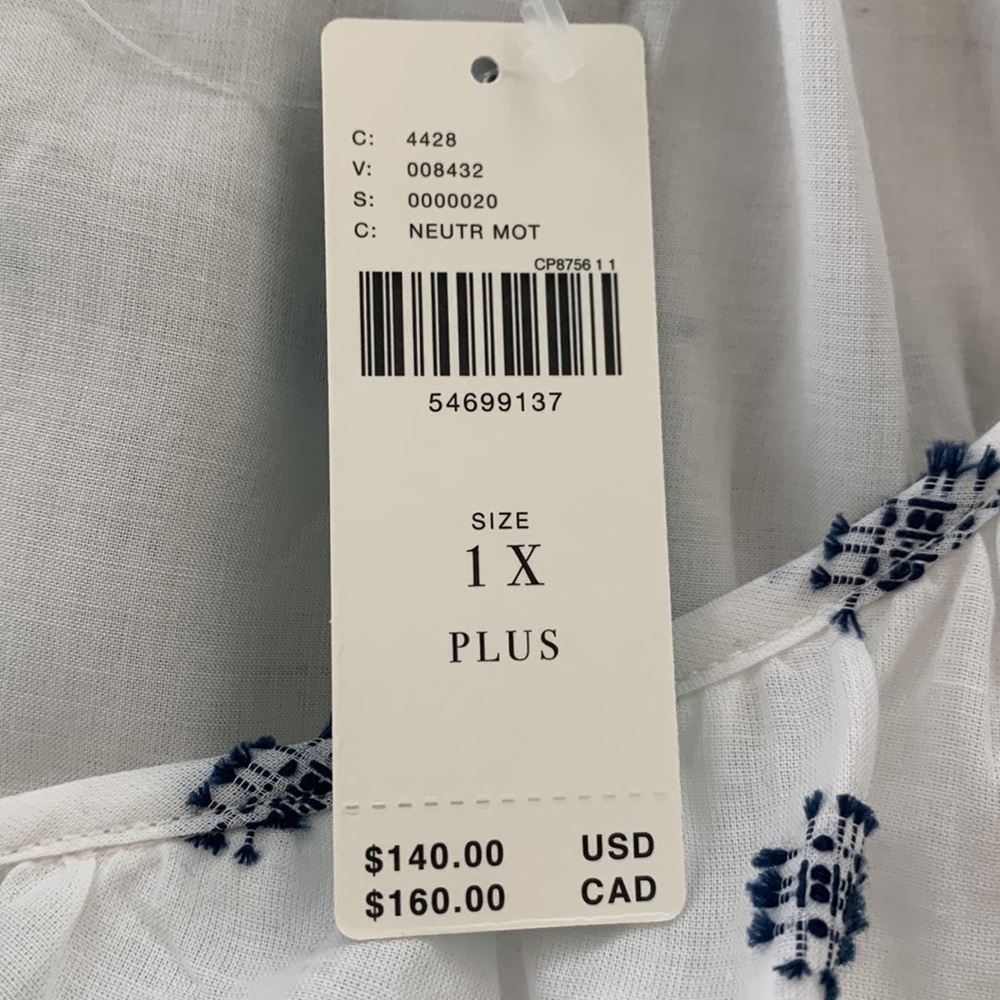 C: 4428
V: 008432
S: 0000020
C: NEUTR MOT
CP8756 1 1
54699137
SIZE
1 X
PLUS
$140.00 USD
$160.00 CAD